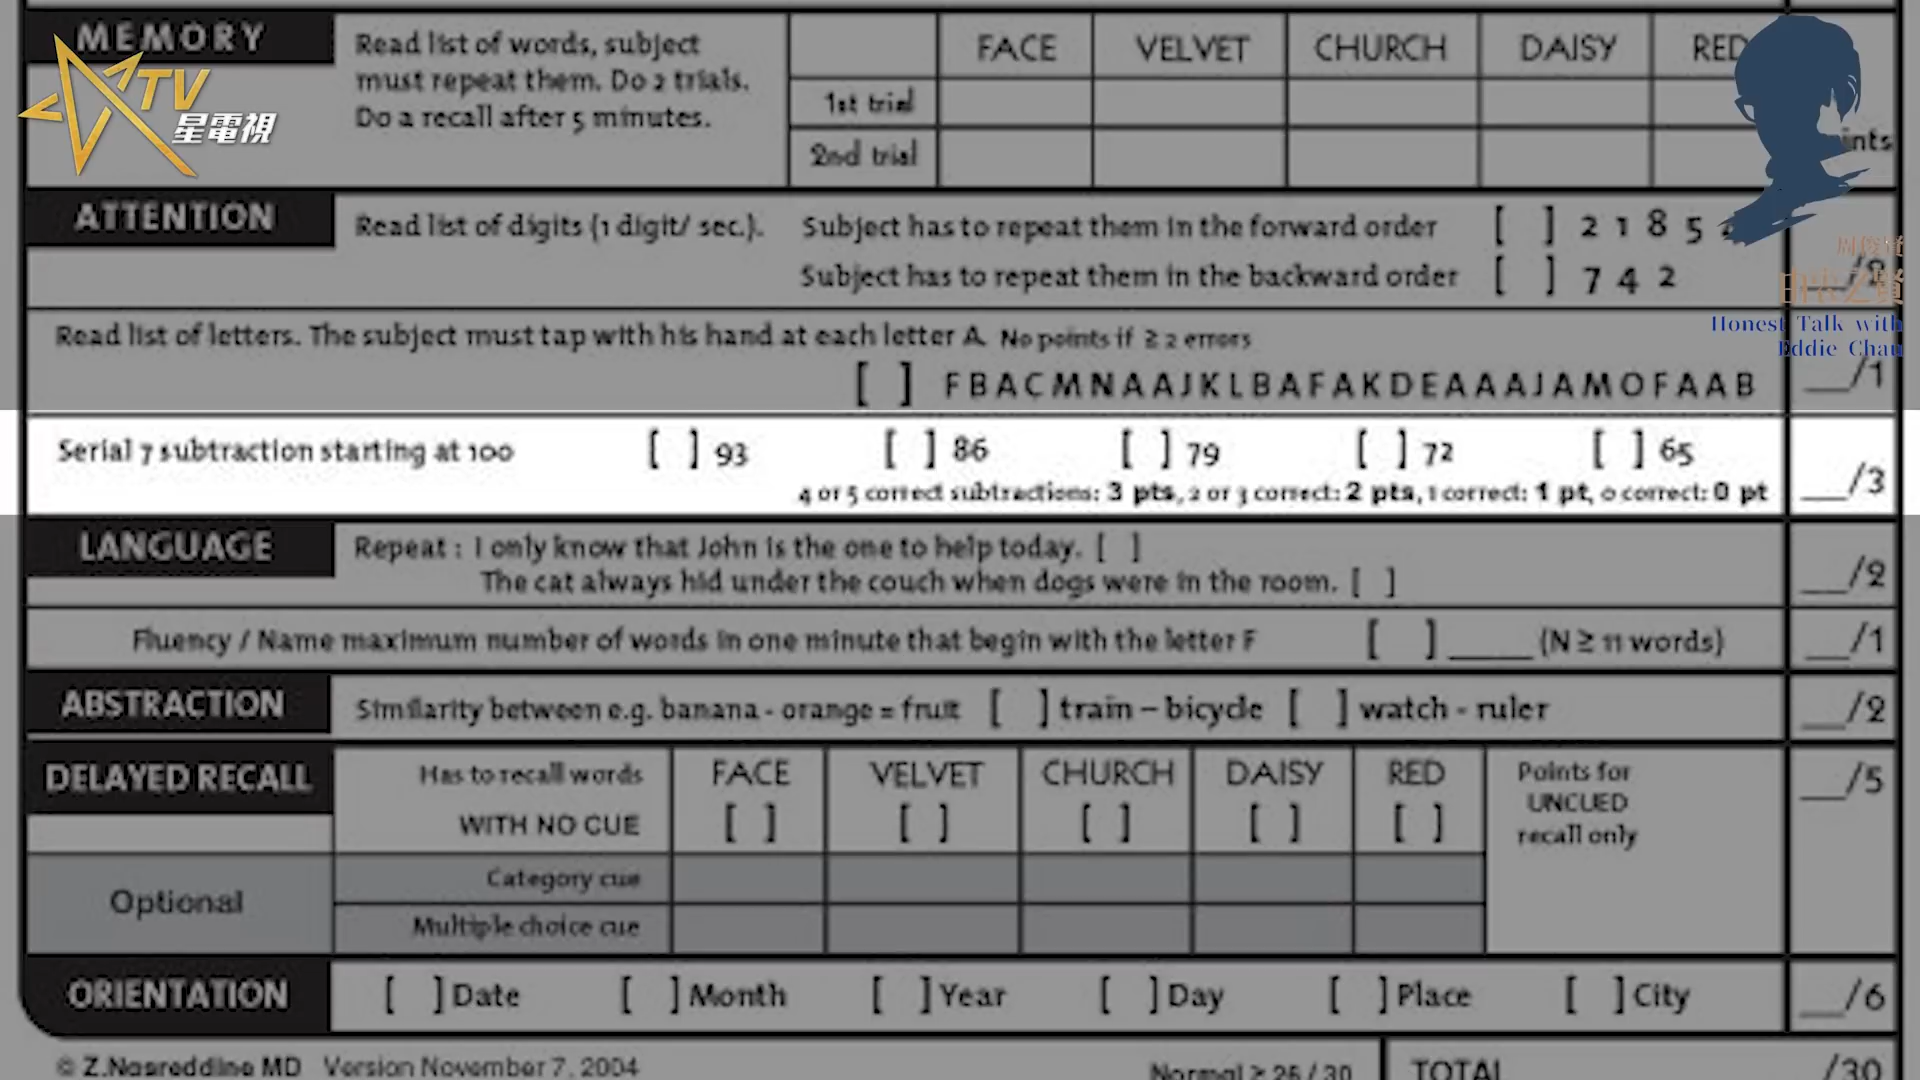 MEMORY
Read list of words, subject
must repeat them. Do 2 trials.
Do a recall after 5 minutes.
FACE VELVET CHURCH DAISY RED
1st trial
2nd trial
TV
星電視
ATTENTION
Read list of digits (1 digit/ sec.). Subject has to repeat them in the forward order [ ] 2 1 8 5
Subject has to repeat them in the backward order [ ] 7 4 2
Honest Talk with
Eddie Chau
Read list of letters. The subject must tap with his hand at each letter A. No points if ≥ 2 errors
[ ] F B A C M N A A J K L B A F A K D E A A A J A M O F A A B __/1
Serial 7 subtraction starting at 100 [ ] 93 [ ] 86 [ ] 79 [ ] 72 [ ] 65
4 or 5 correct subtractions: 3 pts, 2 or 3 correct: 2 pts, 1 correct: 1 pt, 0 correct: 0 pt __/3
LANGUAGE
Repeat : I only know that John is the one to help today. [ ]
The cat always hid under the couch when dogs were in the room. [ ] __/2
Fluency / Name maximum number of words in one minute that begin with the letter F [ ] ____ (N ≥ 11 words) __/1
ABSTRACTION
Similarity between e.g. banana - orange = fruit [ ] train – bicycle [ ] watch - ruler __/2
DELAYED RECALL
Has to recall words
WITH NO CUE
FACE VELVET CHURCH DAISY RED
[ ] [ ] [ ] [ ] [ ]
Points for
UNCUED
recall only
__/5
Optional
Category cue
Multiple choice cue
ORIENTATION
[ ] Date [ ] Month [ ] Year [ ] Day [ ] Place [ ] City __/6
© Z.Nasreddine MD Version November 7, 2004
Normal ≥ 26 / 30
TOTAL /30